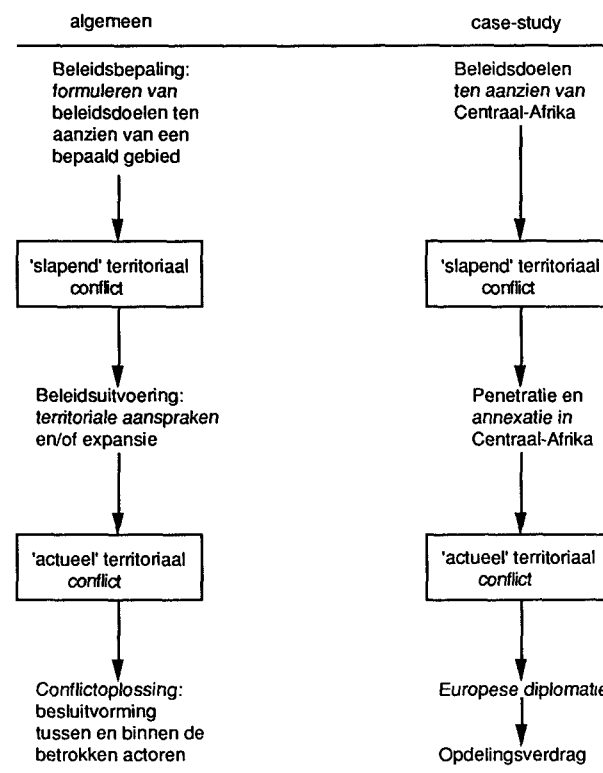 algemeen
case-study
Beleidsbepaling:
formuleren van
beleidsdoelen ten
aanzien van een
bepaald gebied
Beleidsdoelen
ten aanzien van
Centraal-Afrika
'slapend' territoriaal
conflict
'slapend' territoriaal
conflict
Beleidsuitvoering:
territoriale aanspraken
en/of expansie
Penetratie en
annexatie in
Centraal-Afrika
'actueel' territoriaal
conflict
'actueel' territoriaal
conflict
Conflictoplossing:
besluitvorming
tussen en binnen de
betrokken actoren
Europese diplomatie
Opdelingsverdrag